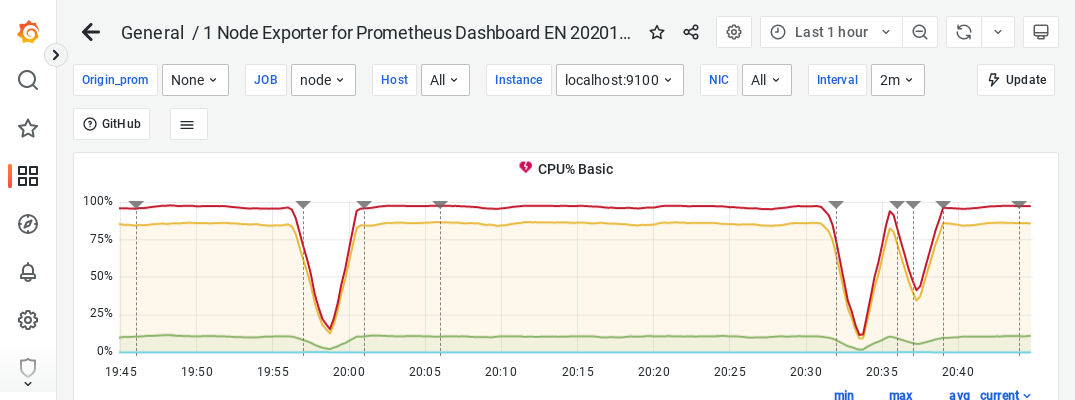 General / 1 Node Exporter for Prometheus Dashboard EN 20201...
Last 1 hour
Origin_prom None JOB node Host All Instance localhost:9100 NIC All Interval 2m Update
GitHub
CPU% Basic
100%
75%
50%
25%
0%
19:45 19:50 19:55 20:00 20:05 20:10 20:15 20:20 20:25 20:30 20:35 20:40
min max avg current